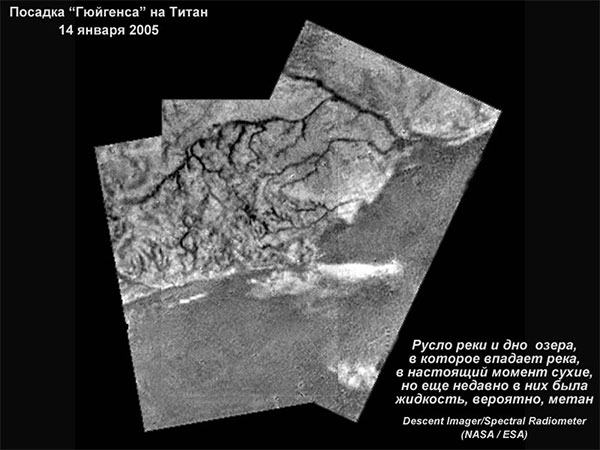 Посадка “Гюйгенса” на Титан
14 января 2005
Русло реки и дно озера,
в которое впадает река,
в настоящий момент сухие,
но еще недавно в них была
жидкость, вероятно, метан
Descent Imager/Spectral Radiometer
(NASA / ESA)